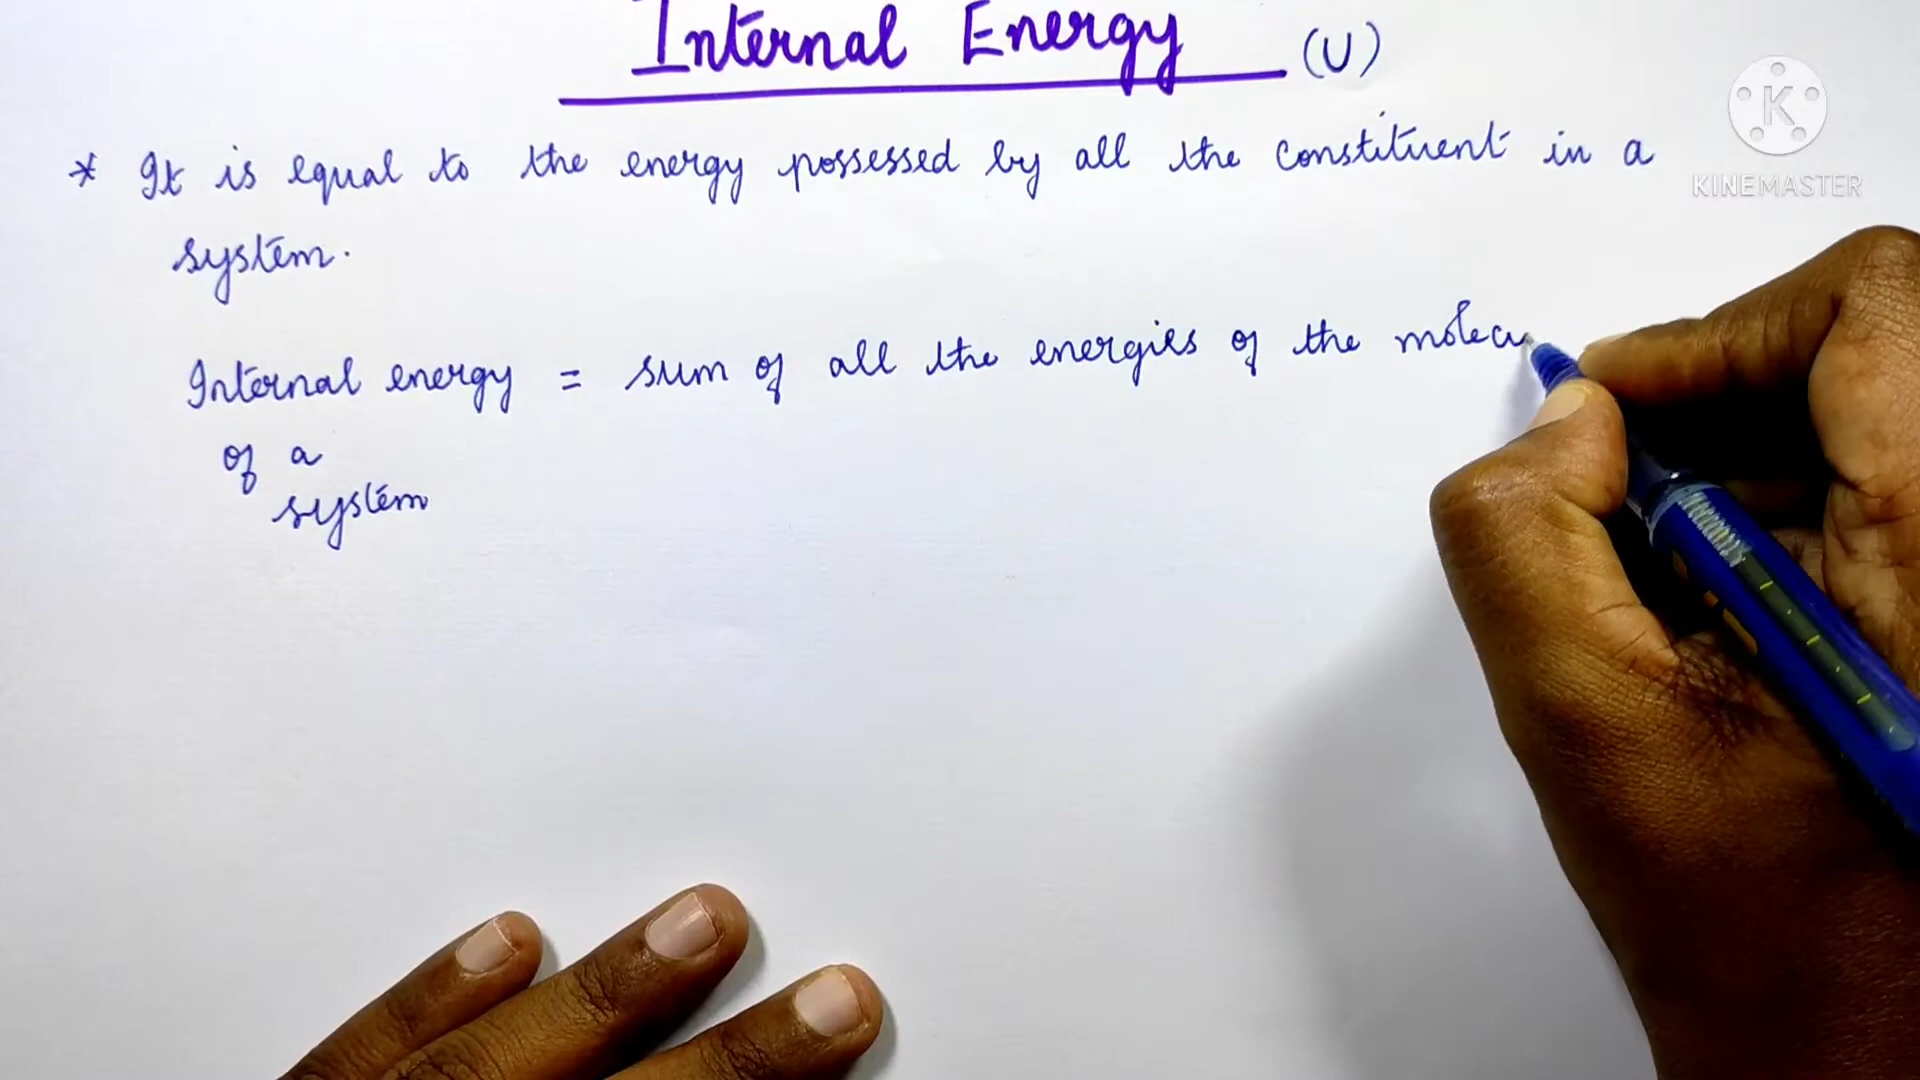 Internal Energy (U)
K
KINEMASTER
* It is equal to the energy possessed by all the constituent in a
system.
Internal energy = sum of all the energies of the molecu
of a
system